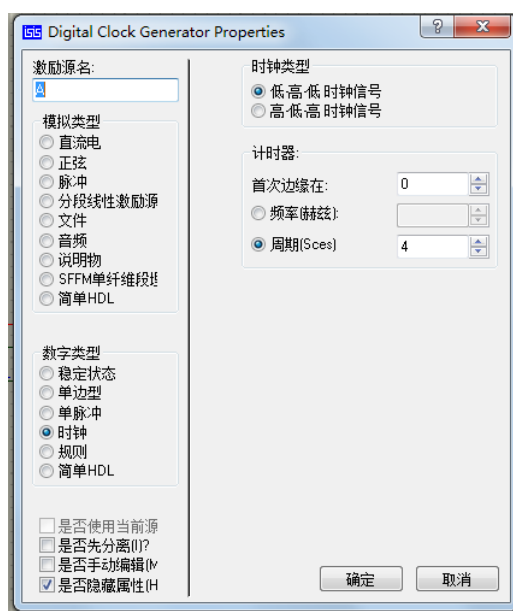 ISIS Digital Clock Generator Properties
激励源名:
A
模拟类型
直流电
正弦
脉冲
分段线性激励源
文件
音频
说明物
SFFM单纤维段
简单HDL
数字类型
稳定状态
单边型
单脉冲
时钟
规则
简单HDL
是否使用当前源
是否先分离(I)?
是否手动编辑(M
是否隐藏属性(H
时钟类型
低-高-低 时钟信号
高-低-高 时钟信号
计时器:
首次边缘在: 0
频率(赫兹):
周期(Sces) 4
确定 取消